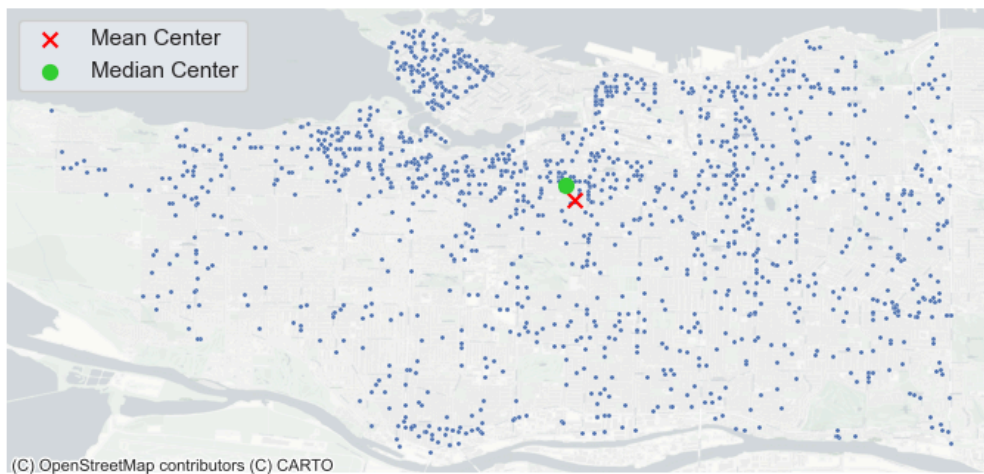 Mean Center
Median Center
(C) OpenStreetMap contributors (C) CARTO